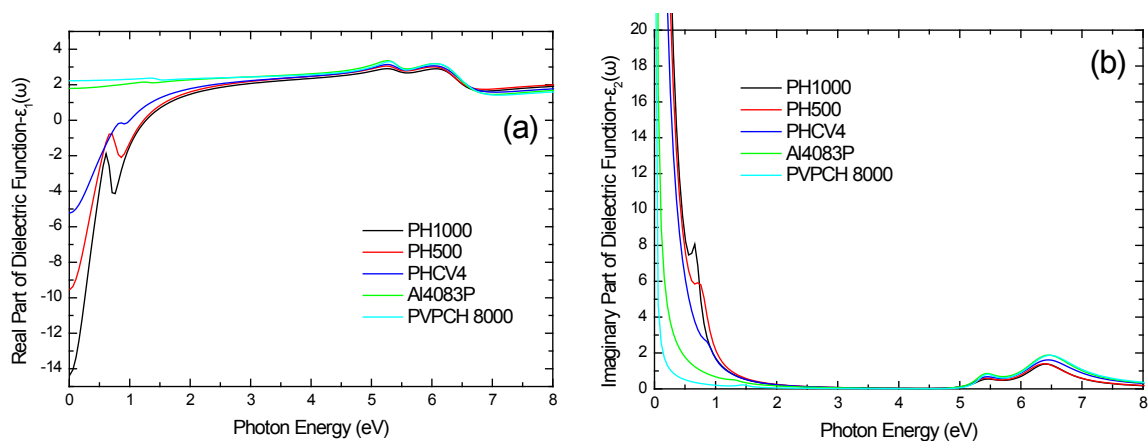 4
2
0
-2
-4
-6
-8
-10
-12
-14
0 1 2 3 4 5 6 7 8
Real Part of Dielectric Function-ε₁(ω)
Photon Energy (eV)
(a)
PH1000
PH500
PHCV4
AI4083P
PVPCH 8000
20
18
16
14
12
10
8
6
4
2
0
0 1 2 3 4 5 6 7 8
Imaginary Part of Dielectric Function-ε₂(ω)
Photon Energy (eV)
(b)
PH1000
PH500
PHCV4
AI4083P
PVPCH 8000